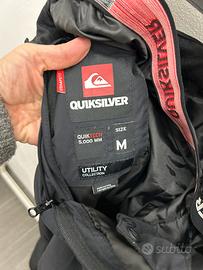 QUIKSILVER
QUIKTECH
5,000 MM
SIZE
M
UTILITY
COLLECTION
QUIKSILVER
subito